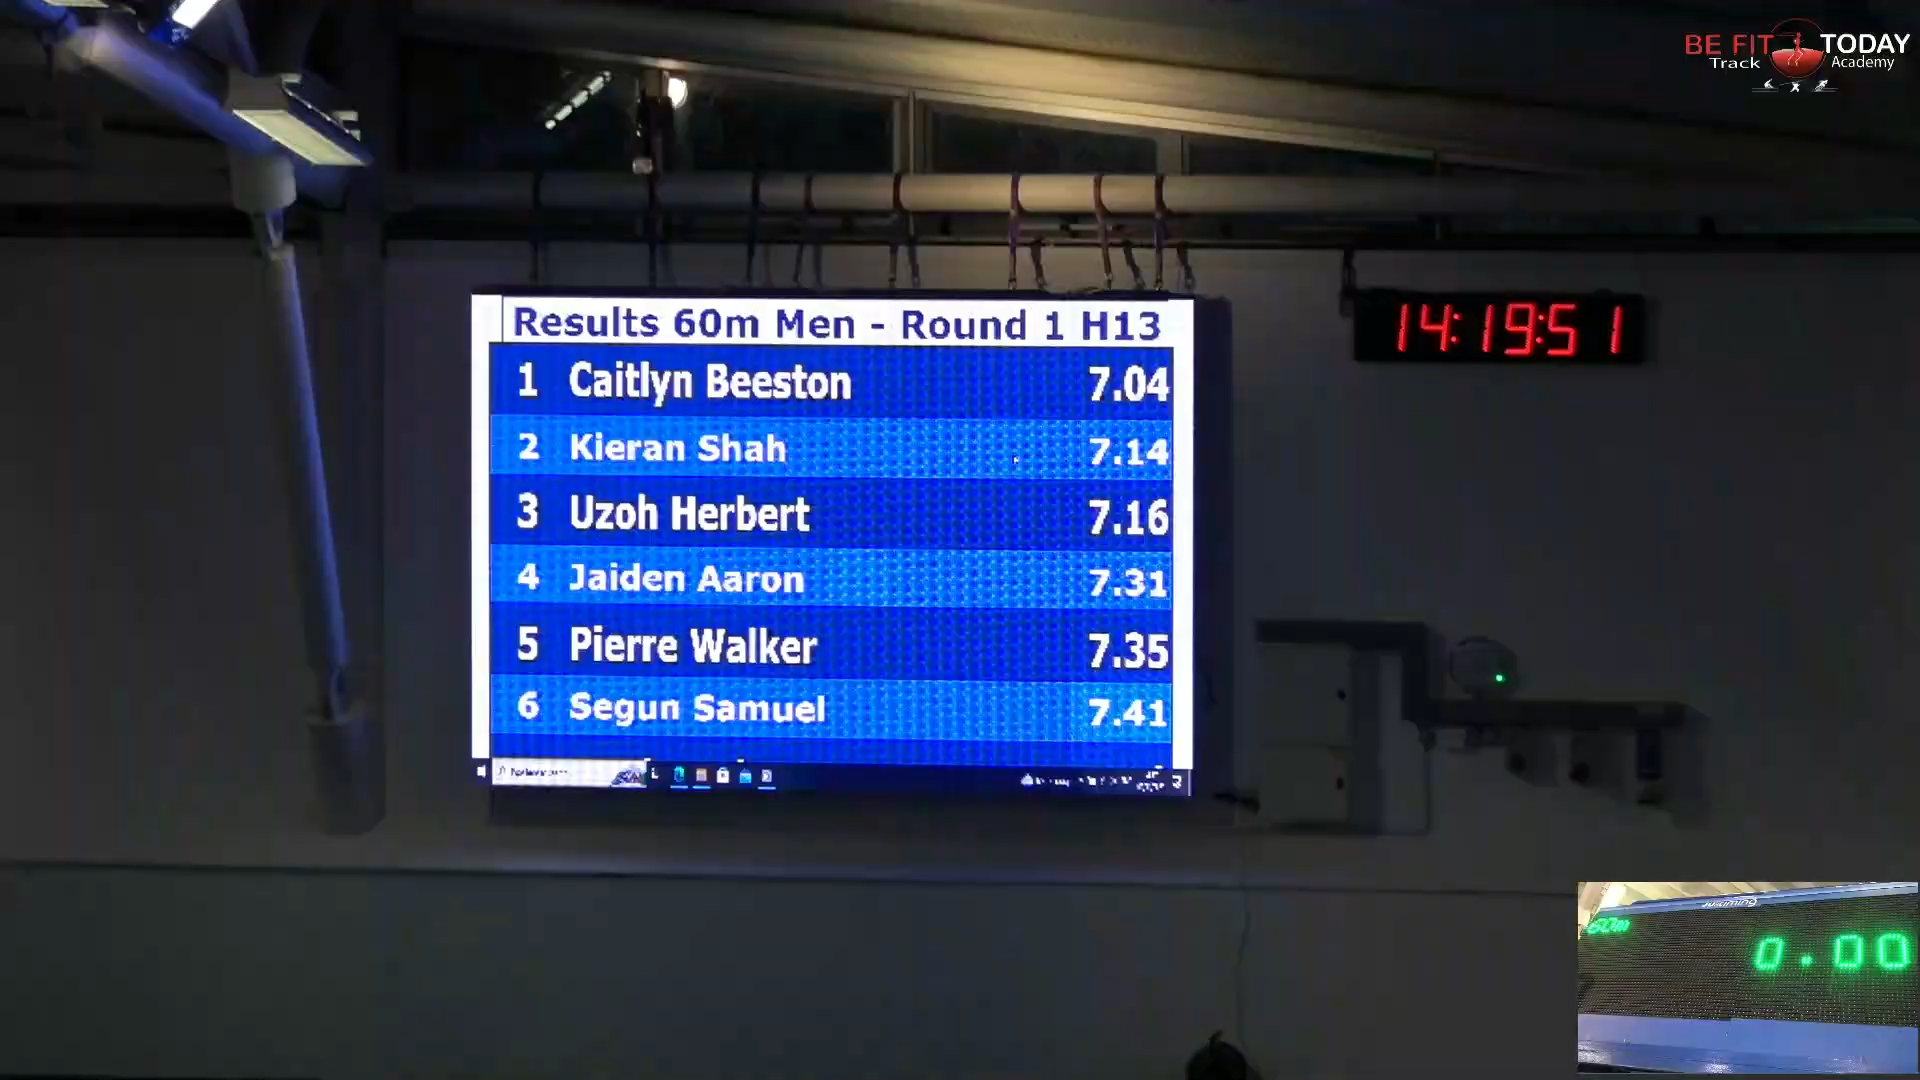 BE FIT TODAY
Track Academy
Results 60m Men - Round 1 H13
1 Caitlyn Beeston 7.04
2 Kieran Shah 7.14
3 Uzoh Herbert 7.16
4 Jaiden Aaron 7.31
5 Pierre Walker 7.35
6 Segun Samuel 7.41
14:19:51
60m
0.00